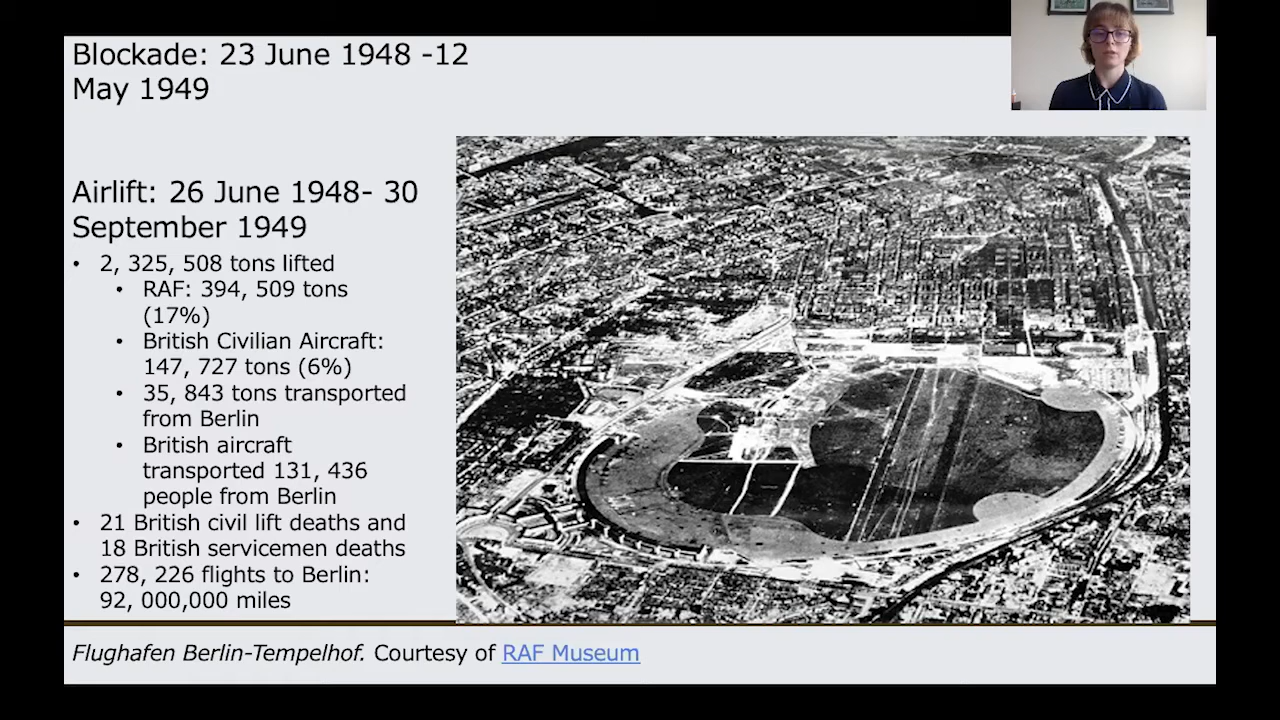 Blockade: 23 June 1948 -12
May 1949
Airlift: 26 June 1948- 30
September 1949
• 2, 325, 508 tons lifted
• RAF: 394, 509 tons
(17%)
• British Civilian Aircraft:
147, 727 tons (6%)
• 35, 843 tons transported
from Berlin
• British aircraft
transported 131, 436
people from Berlin
• 21 British civil lift deaths and
18 British servicemen deaths
• 278, 226 flights to Berlin:
92, 000,000 miles
Flughafen Berlin-Tempelhof. Courtesy of RAF Museum